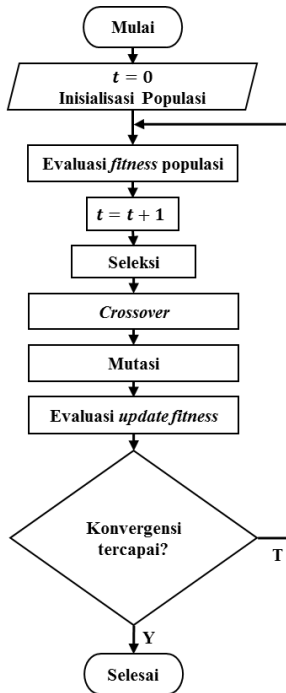 Mulai
t = 0
Inisialisasi Populasi
Evaluasi fitness populasi
t = t + 1
Seleksi
Crossover
Mutasi
Evaluasi update fitness
Konvergensi
tercapai?
T
Y
Selesai